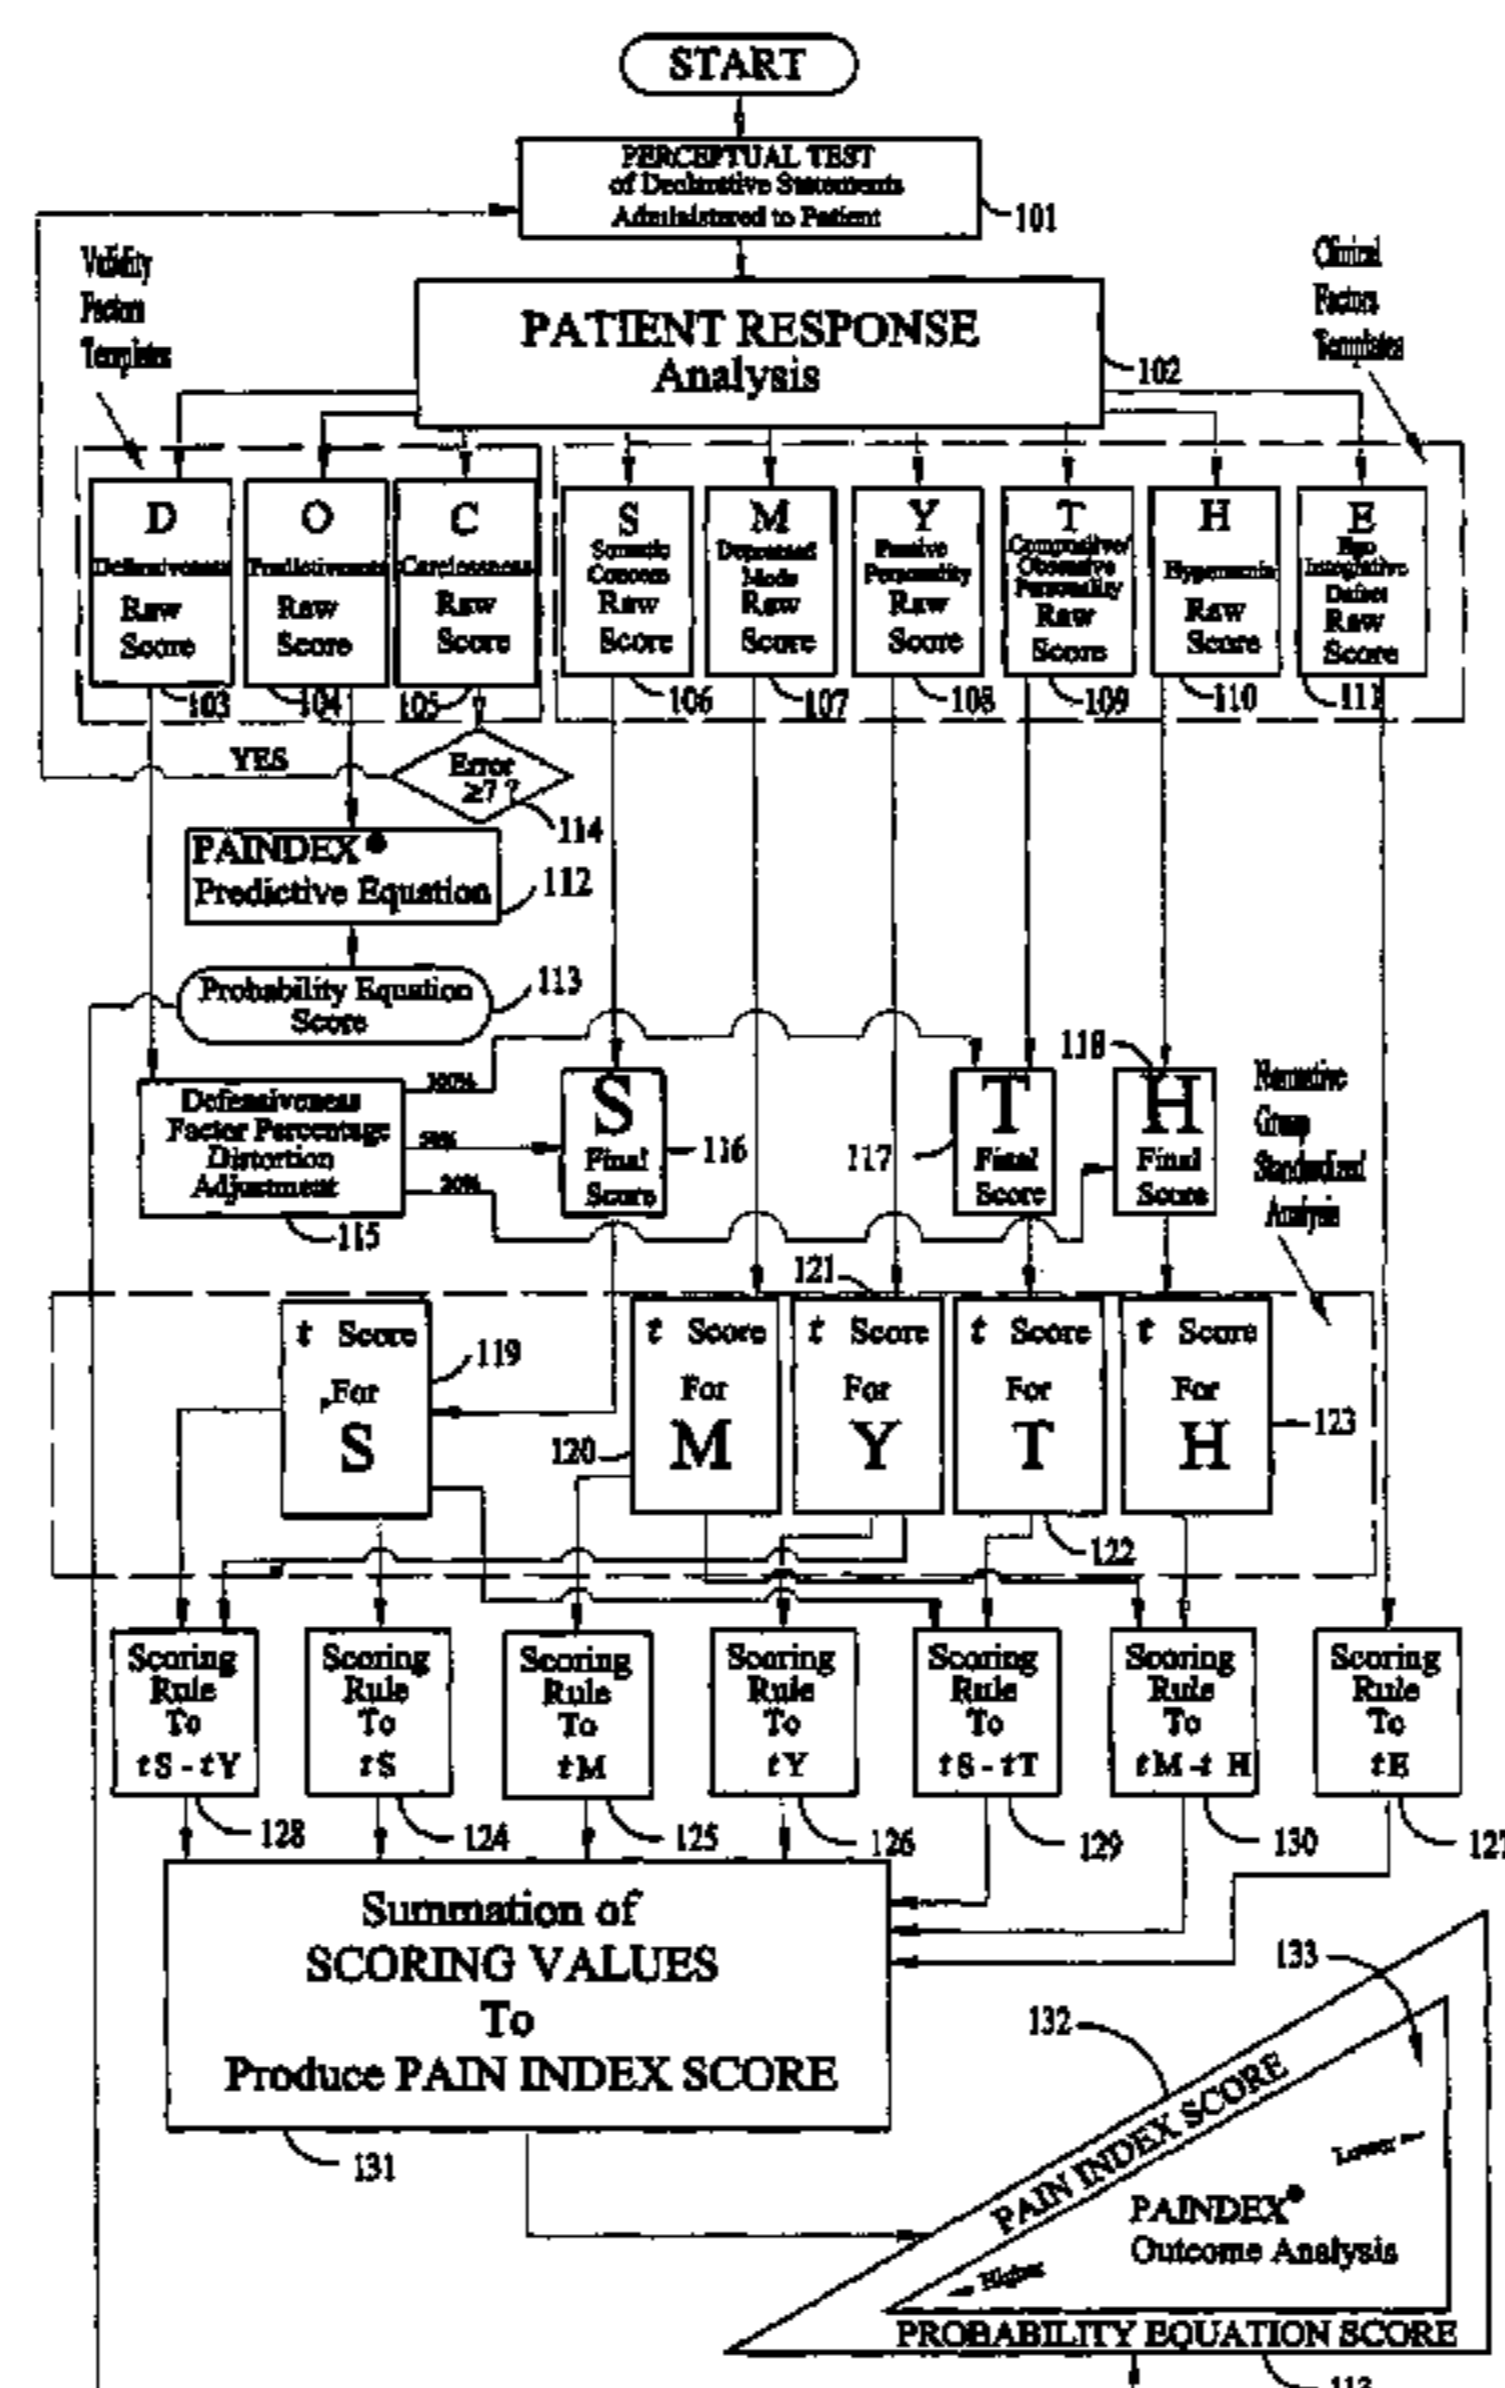 START
PERCEPTUAL TEST
of Declarative Statements
Administered to Patient
101
Validity
Factors
Templates
Clinical
Factors
Templates
PATIENT RESPONSE
Analysis
102
D
Defensiveness
Raw
Score
103
O
Predictiveness
Raw
Score
104
C
Carelessness
Raw
Score
105
S
Somatic
Concern
Raw
Score
106
M
Depressed
Mode
Raw
Score
107
Y
Passive
Personality
Raw
Score
108
T
Obsessive
Personality
Raw
Score
109
H
Raw
Score
110
E
Ego
Integrative
Defect
Raw
Score
111
YES
Error
≥7 ?
114
PAINDEX®
Predictive Equation
112
Probability Equation
Score
113
Defensiveness
Factor Percentage
Distortion
Adjustment
115
100%
20%
S
Final
Score
116
T
Final
Score
117
H
Final
Score
118
Normative
Group
Standardized
Analysis
t Score
For
S
119
t Score
For
M
120
t Score
For
Y
121
t Score
For
T
122
t Score
For
H
123
Scoring
Rule
To
tS - tY
128
Scoring
Rule
To
tS
124
Scoring
Rule
To
tM
125
Scoring
Rule
To
tY
126
Scoring
Rule
To
tS - tT
129
Scoring
Rule
To
tM -t H
130
Scoring
Rule
To
tE
127
Summation of
SCORING VALUES
To
Produce PAIN INDEX SCORE
131
132
133
PAIN INDEX SCORE
Lower
PAINDEX®
Outcome Analysis
Higher
PROBABILITY EQUATION SCORE
113